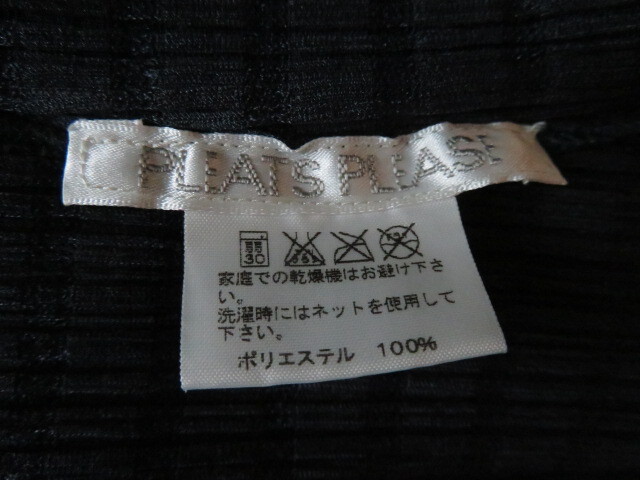 PLEATS PLEASE
弱
30
家庭での乾燥機はお避け下さ
い。
洗濯時にはネットを使用して
下さい。
ポリエステル 100%